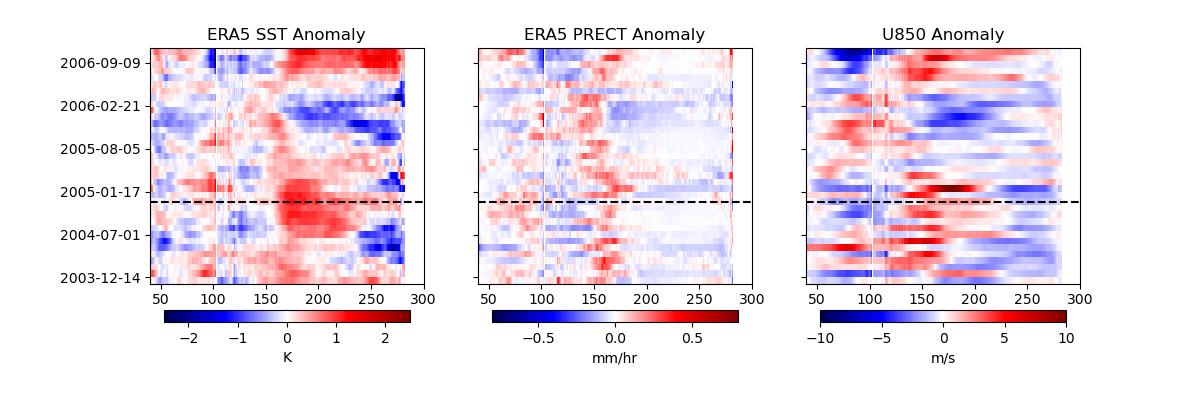 ERA5 SST Anomaly
ERA5 PRECT Anomaly
U850 Anomaly
2006-09-09
2006-02-21
2005-08-05
2005-01-17
2004-07-01
2003-12-14
50 100 150 200 250 300
50 100 150 200 250 300
50 100 150 200 250 300
−2 −1 0 1 2
−0.5 0.0 0.5
−10 −5 0 5 10
K
mm/hr
m/s